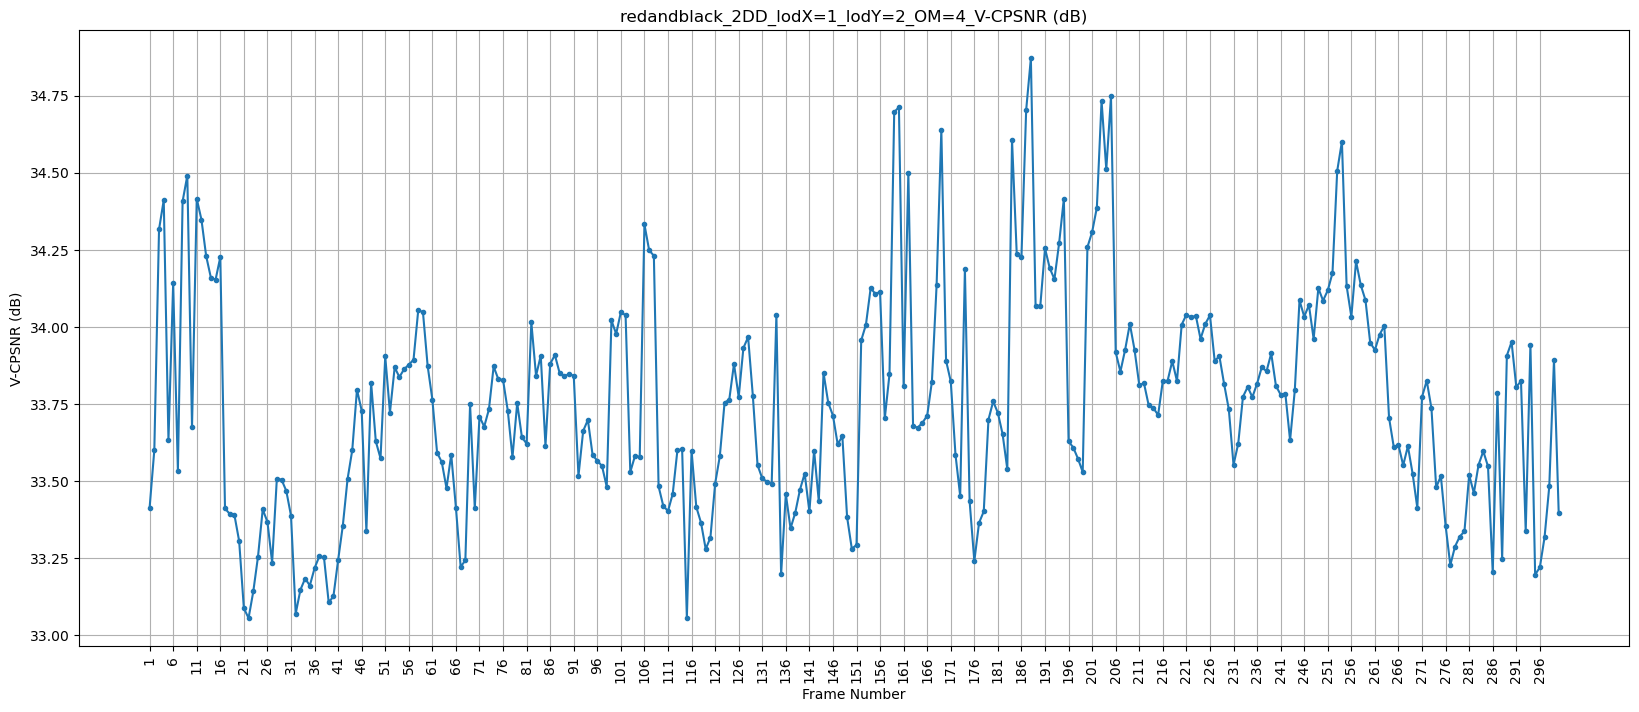 redandblack_2DD_lodX=1_lodY=2_OM=4_V-CPSNR (dB)
V-CPSNR (dB)
34.75
34.50
34.25
34.00
33.75
33.50
33.25
33.00
1 6 11 16 21 26 31 36 41 46 51 56 61 66 71 76 81 86 91 96 101 106 111 116 121 126 131 136 141 146 151 156 161 166 171 176 181 186 191 196 201 206 211 216 221 226 231 236 241 246 251 256 261 266 271 276 281 286 291 296
Frame Number